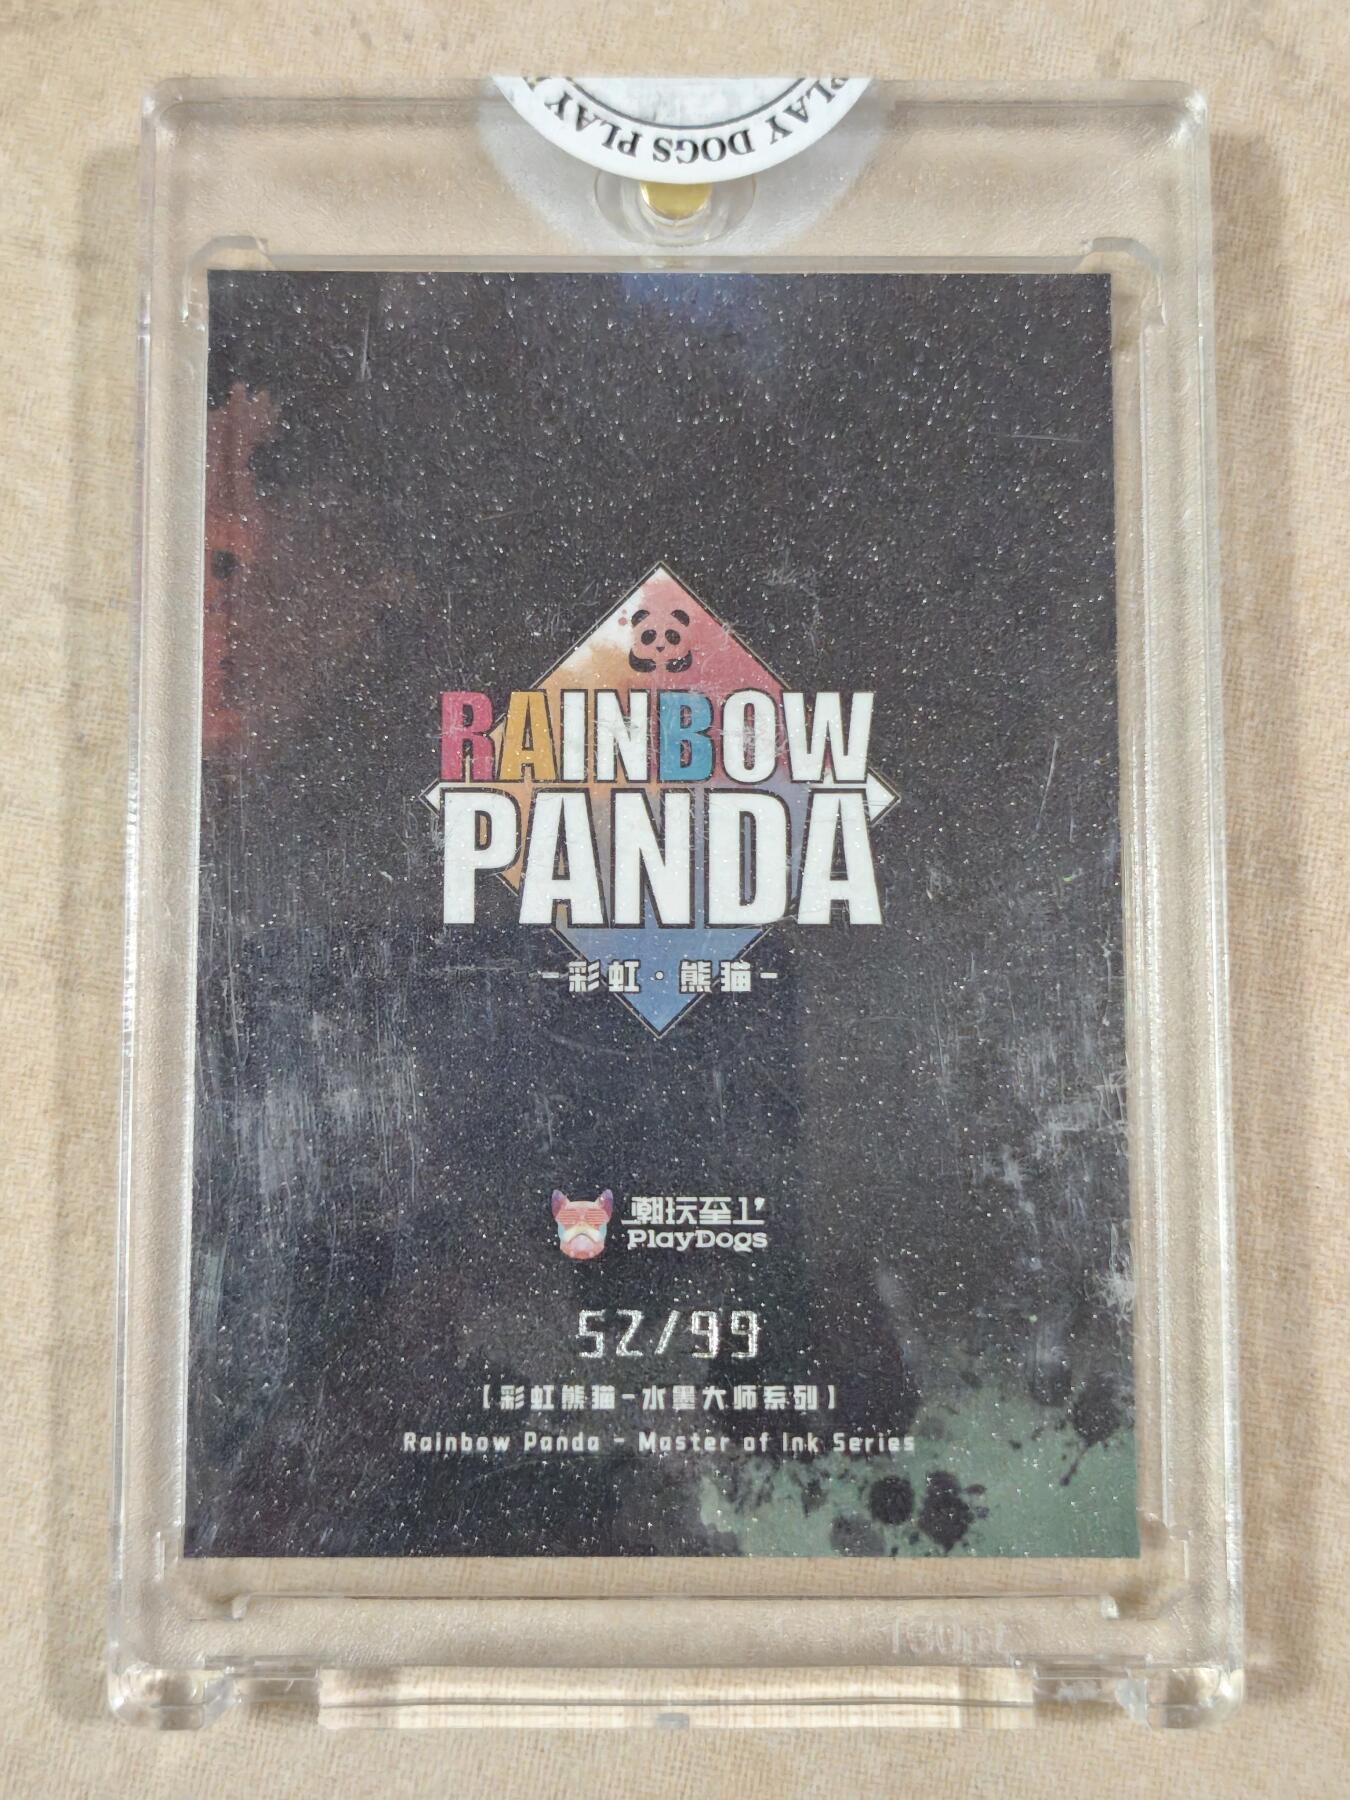 PLAY DOGS PLAY
RAINBOW
PANDA
-彩虹·熊猫-
潮玩至上
PlayDogs
52/99
【彩虹熊猫-水墨大师系列】
Rainbow Panda - Master of Ink Series
130pt